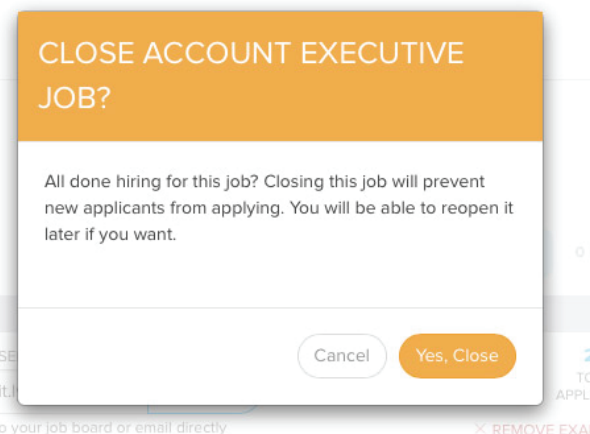 CLOSE ACCOUNT EXECUTIVE
JOB?
All done hiring for this job? Closing this job will prevent
new applicants from applying. You will be able to reopen it
later if you want.
Cancel
Yes, Close
your job board or email directly
REMOVE